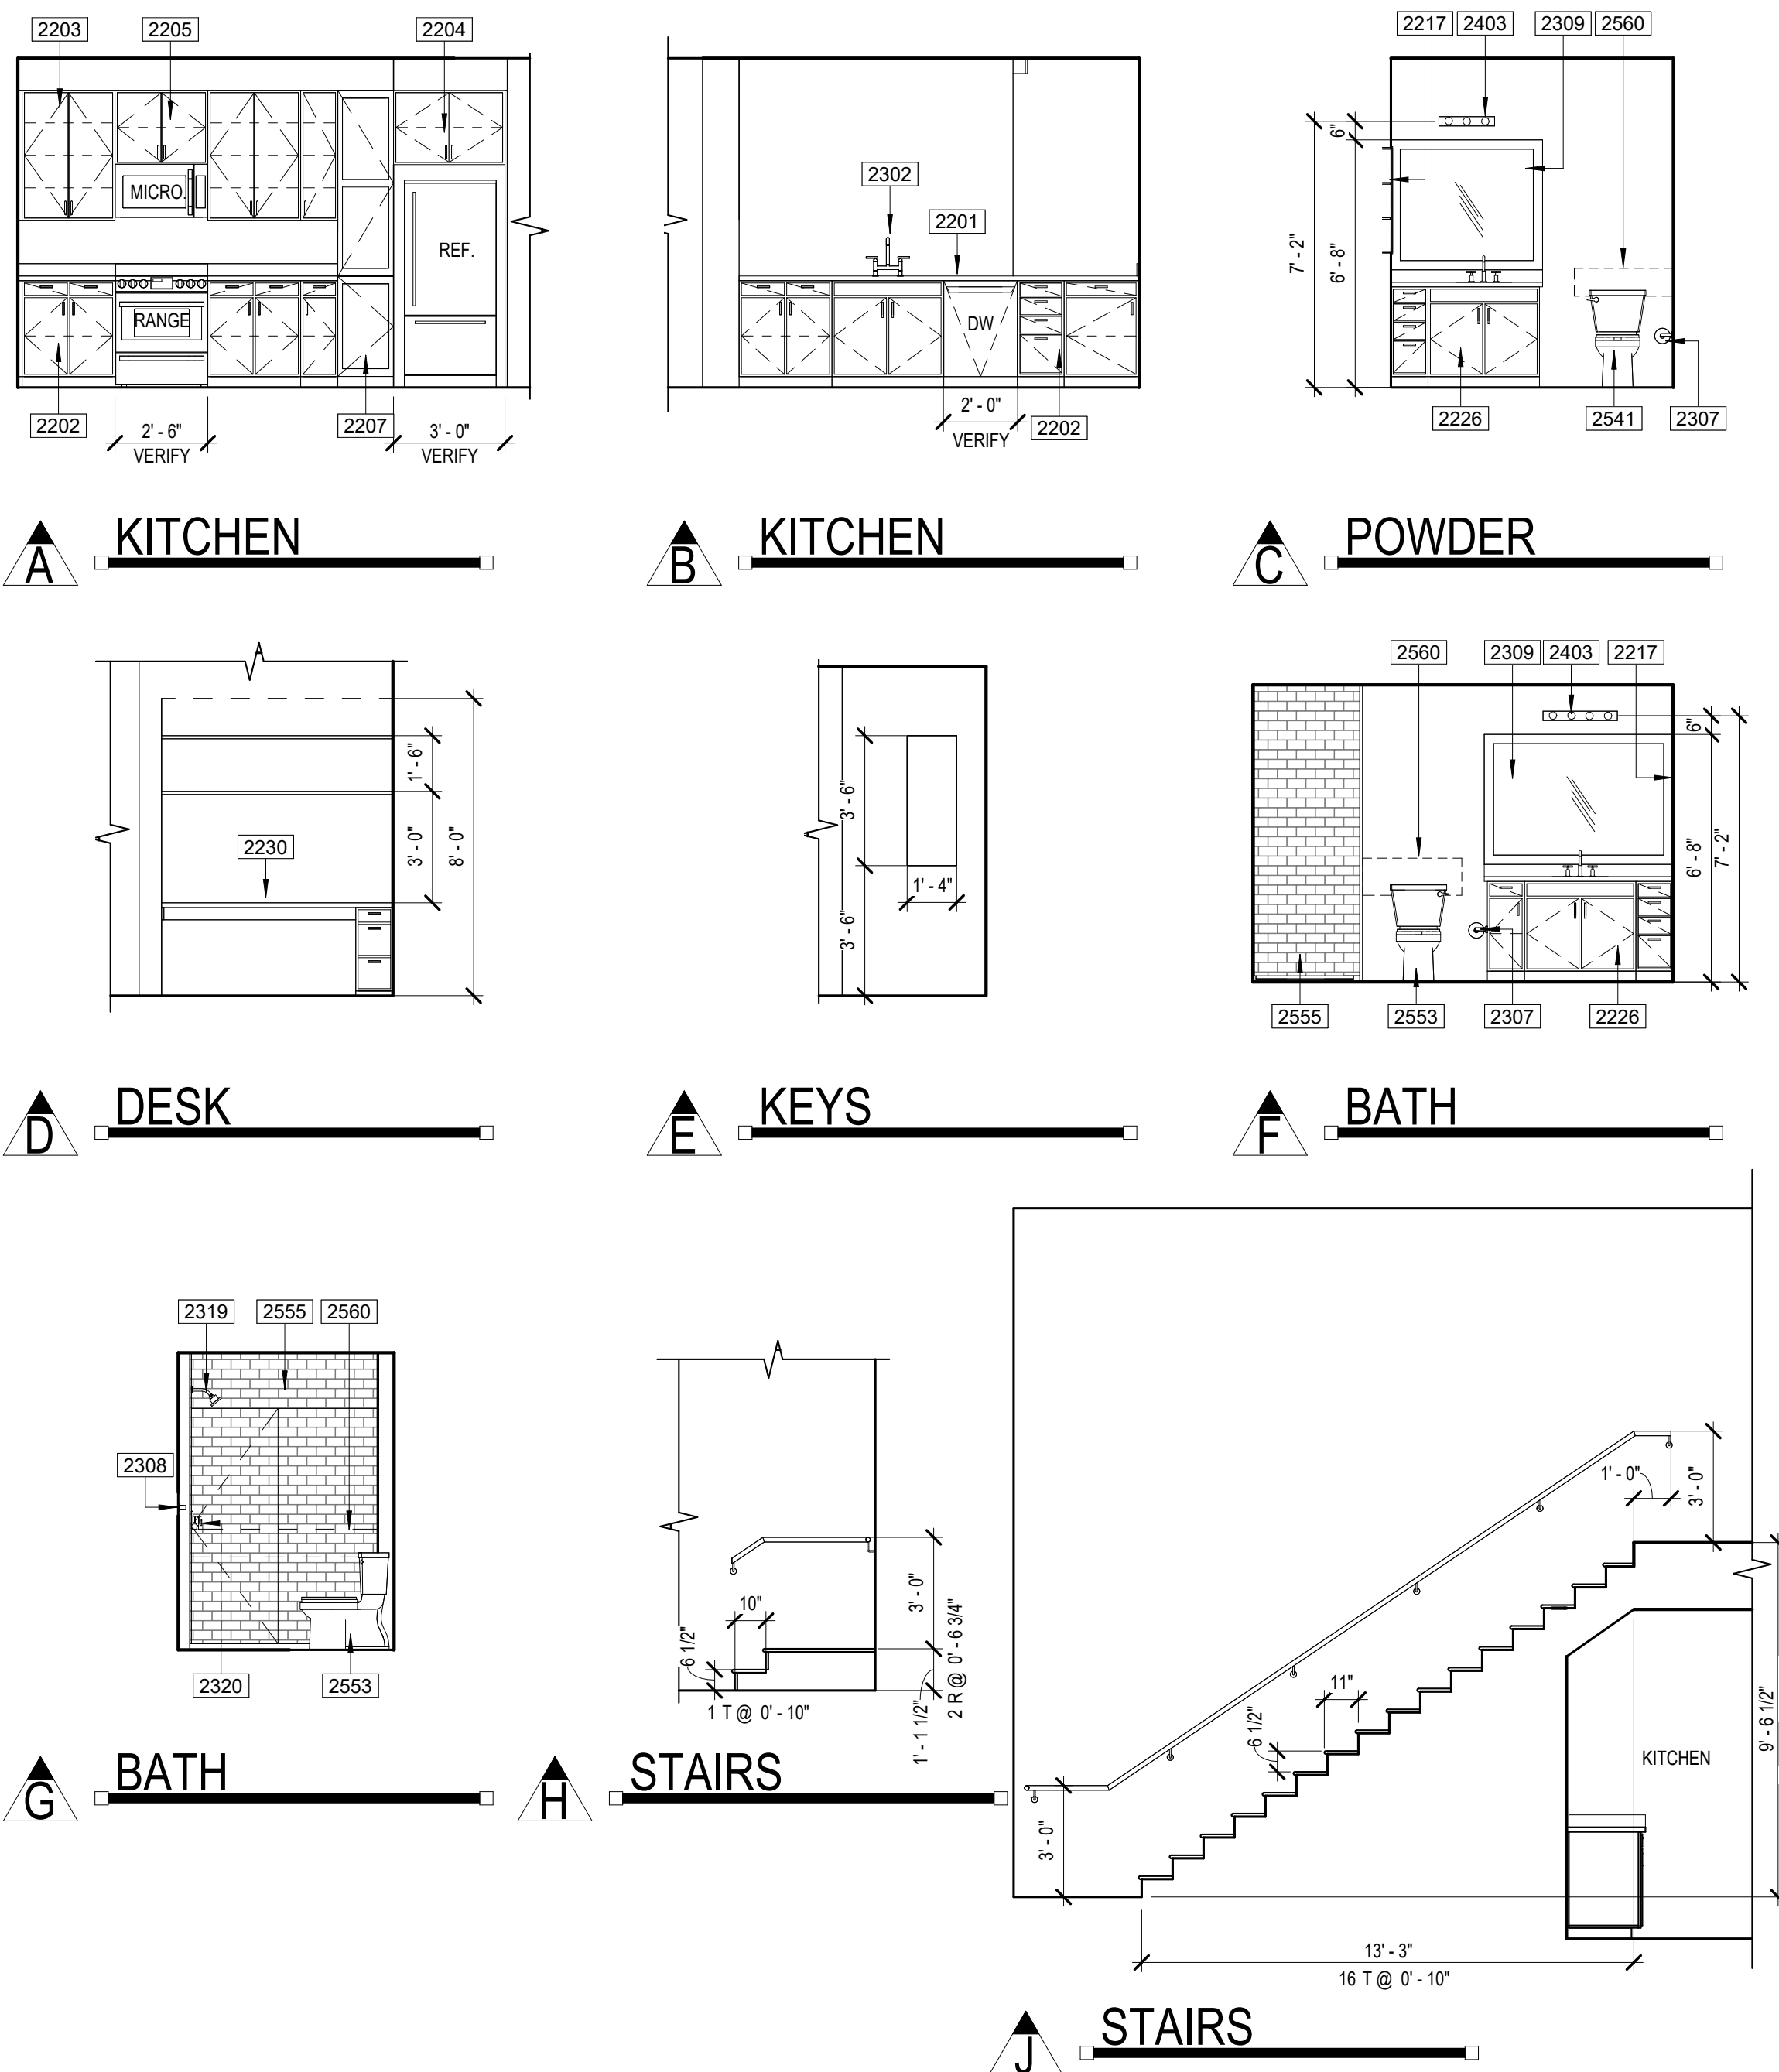 2203
2205
2204
MICRO.
REF.
RANGE
2202
2' - 6"
VERIFY
2207
3' - 0"
VERIFY
A
KITCHEN
2302
2201
DW
2' - 0"
VERIFY
2202
B
KITCHEN
2217
2403
2309
2560
6"
7' - 2"
6' - 8"
2226
2541
2307
C
POWDER
1' - 6"
3' - 0"
8' - 0"
2230
D
DESK
3' - 6"
1' - 4"
3' - 6"
E
KEYS
2560
2309
2403
2217
6"
6' - 8"
7' - 2"
2555
2553
2307
2226
F
BATH
2319
2555
2560
2308
2320
2553
G
BATH
10"
6 1/2"
3' - 0"
1 T @ 0' - 10"
1' - 1 1/2"
2 R @ 0' - 6 3/4"
H
STAIRS
1' - 0"
3' - 0"
11"
6 1/2"
3' - 0"
KITCHEN
9' - 6 1/2"
13' - 3"
16 T @ 0' - 10"
J
STAIRS